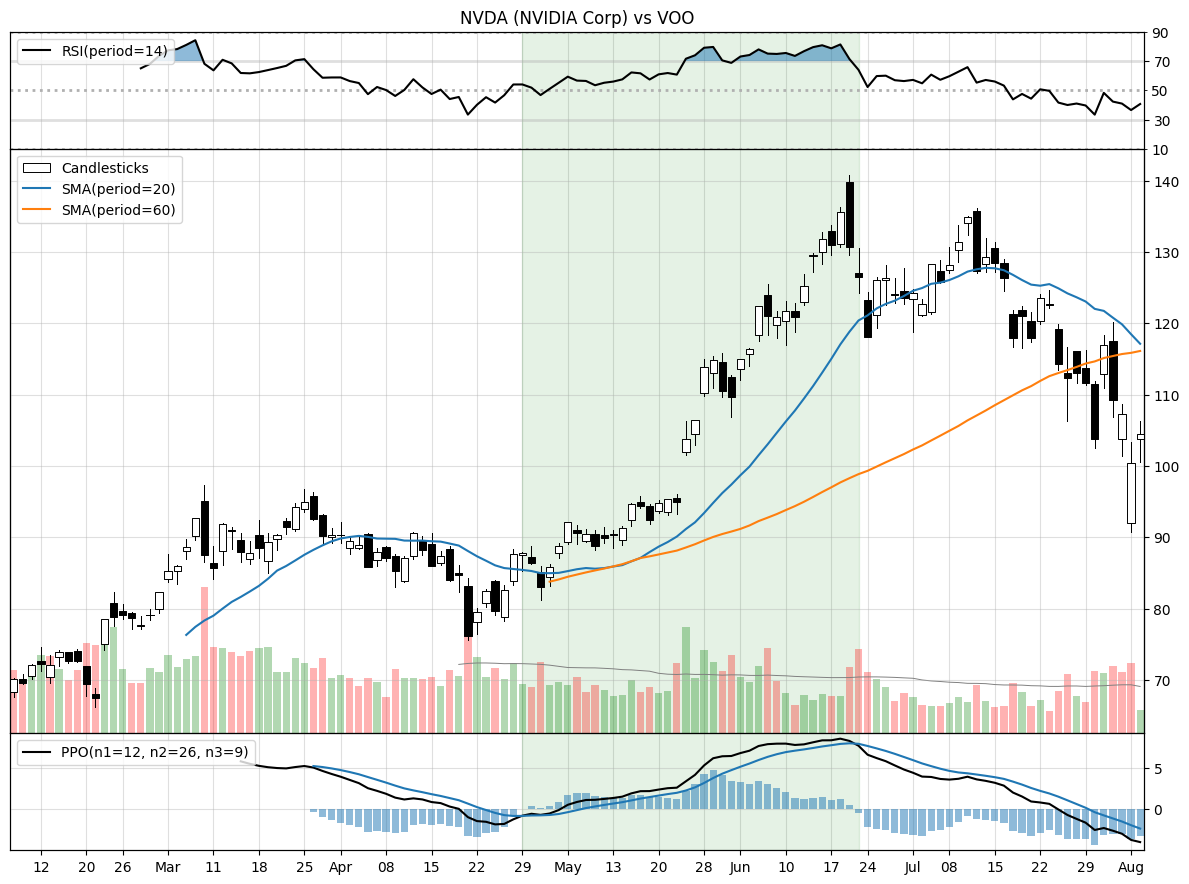 NVDA (NVIDIA Corp) vs VOO
RSI(period=14)
90
70
50
30
10
Candlesticks
SMA(period=20)
SMA(period=60)
140
130
120
110
100
90
80
70
PPO(n1=12, n2=26, n3=9)
5
0
12 20 26 Mar 11 18 25 Apr 08 15 22 29 May 13 20 28 Jun 10 17 24 Jul 08 15 22 29 Aug